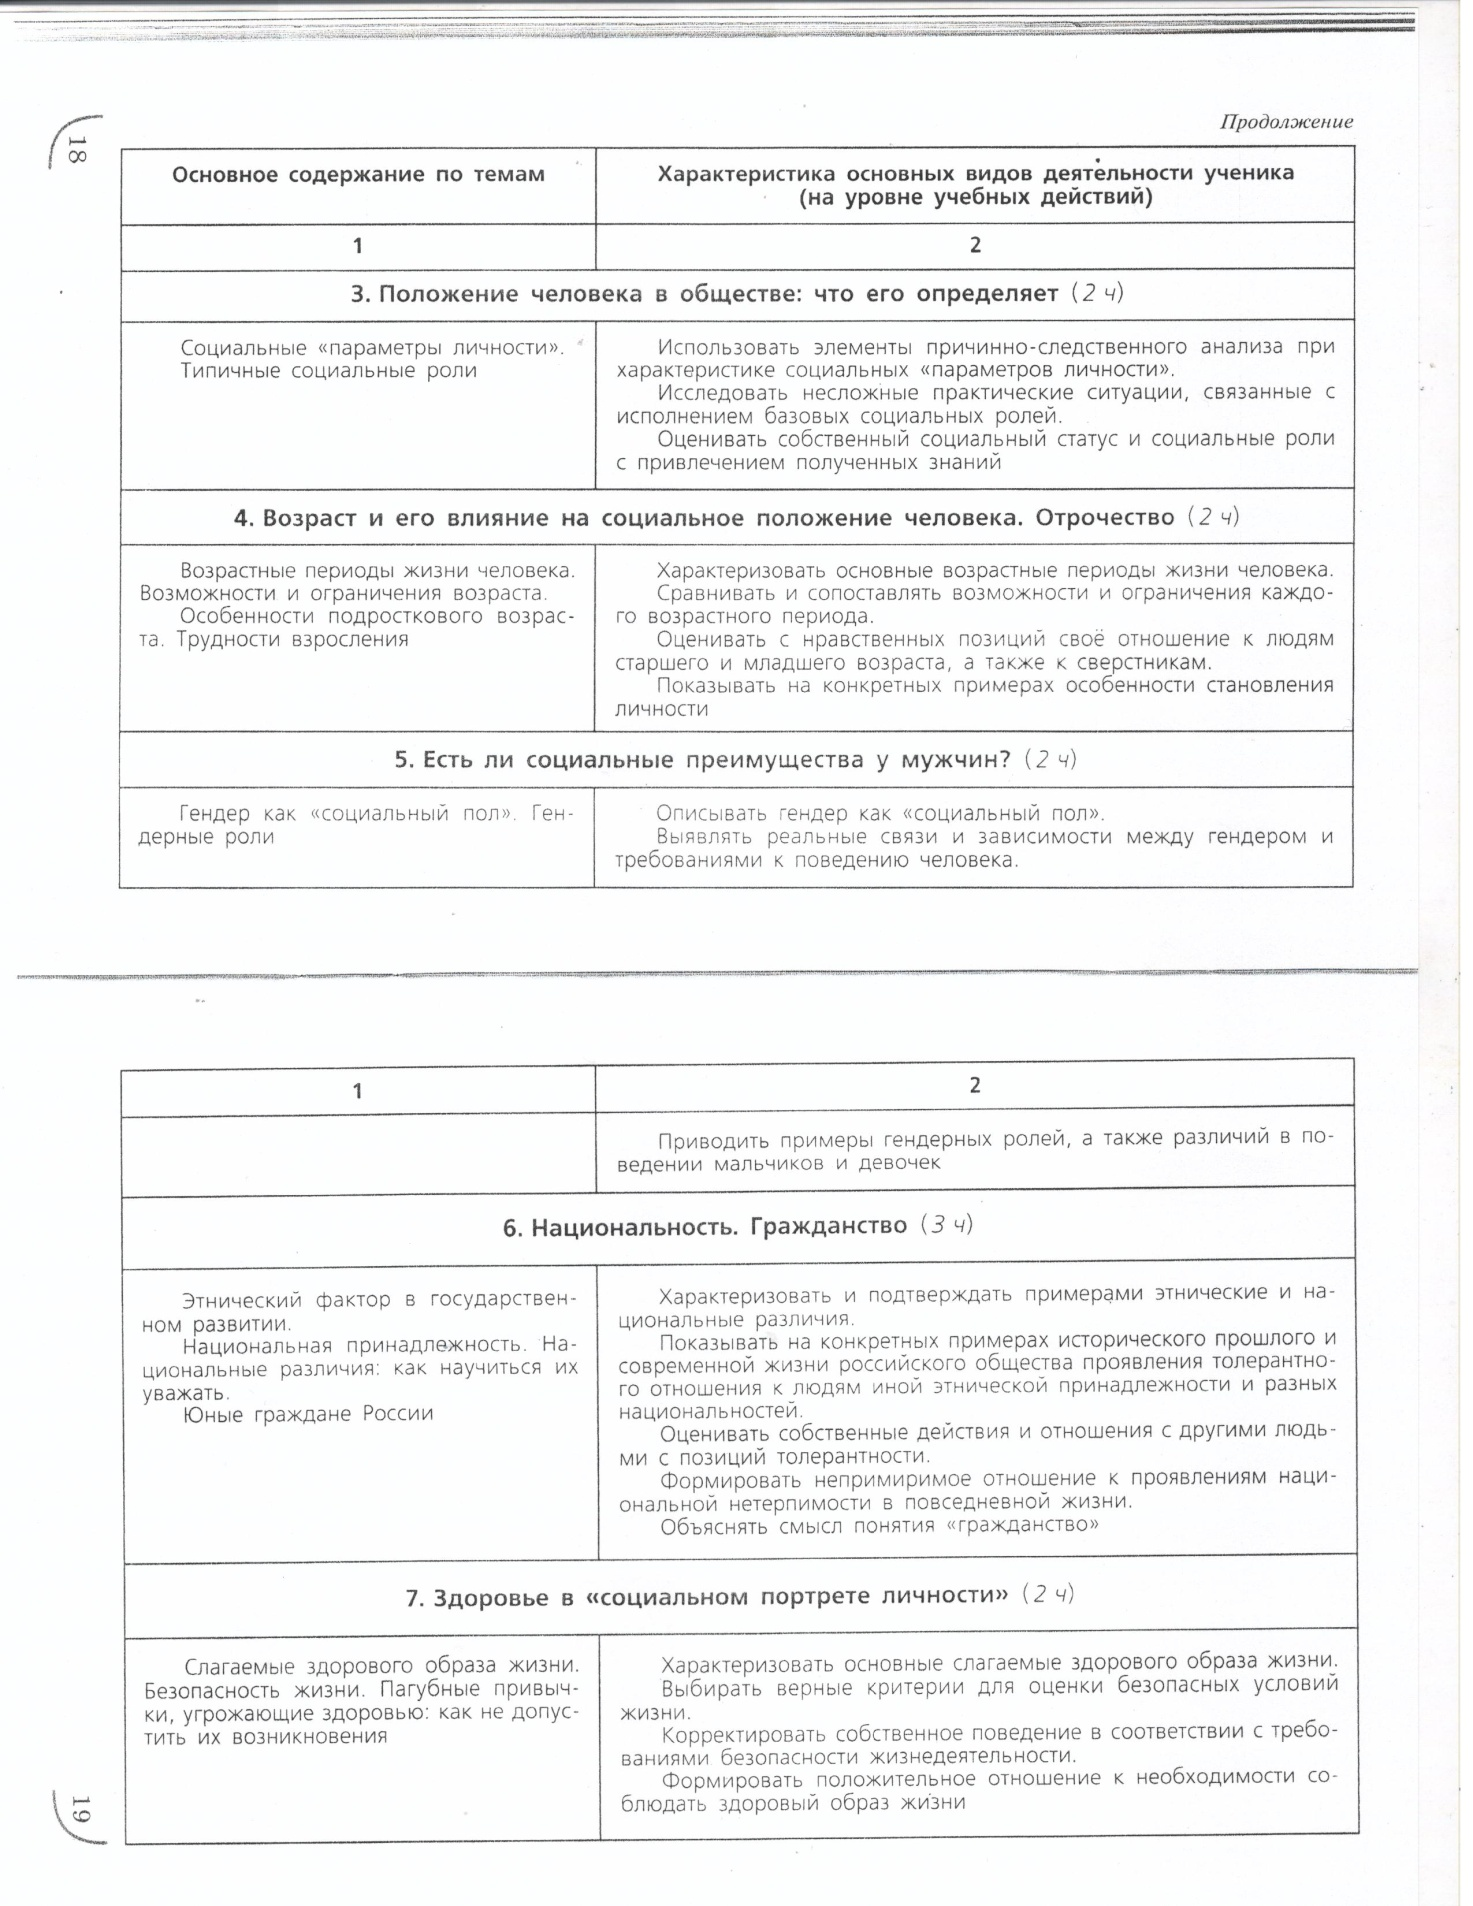 Продолжение
18
Основное содержание по темам
Характеристика основных видов деятельности ученика
(на уровне учебных действий)
1
2
3. Положение человека в обществе: что его определяет (2 ч)
Социальные «параметры личности».
Типичные социальные роли
Использовать элементы причинно-следственного анализа при
характеристике социальных «параметров личности».
Исследовать несложные практические ситуации, связанные с
исполнением базовых социальных ролей.
Оценивать собственный социальный статус и социальные роли
с привлечением полученных знаний
4. Возраст и его влияние на социальное положение человека. Отрочество (2 ч)
Возрастные периоды жизни человека.
Возможности и ограничения возраста.
Особенности подросткового возрас-
та. Трудности взросления
Характеризовать основные возрастные периоды жизни человека.
Сравнивать и сопоставлять возможности и ограничения каждо-
го возрастного периода.
Оценивать с нравственных позиций своё отношение к людям
старшего и младшего возраста, а также к сверстникам.
Показывать на конкретных примерах особенности становления
личности
5. Есть ли социальные преимущества у мужчин? (2 ч)
Гендер как «социальный пол». Ген-
дерные роли
Описывать гендер как «социальный пол».
Выявлять реальные связи и зависимости между гендером и
требованиями к поведению человека.
1
2
Приводить примеры гендерных ролей, а также различий в по-
ведении мальчиков и девочек
6. Национальность. Гражданство (3 ч)
Этнический фактор в государствен-
ном развитии.
Национальная принадлежность. На-
циональные различия: как научиться их
уважать.
Юные граждане России
Характеризовать и подтверждать примерами этнические и на-
циональные различия.
Показывать на конкретных примерах исторического прошлого и
современной жизни российского общества проявления толерантно-
го отношения к людям иной этнической принадлежности и разных
национальностей.
Оценивать собственные действия и отношения с другими людь-
ми с позиций толерантности.
Формировать непримиримое отношение к проявлениям наци-
ональной нетерпимости в повседневной жизни.
Объяснять смысл понятия «гражданство»
7. Здоровье в «социальном портрете личности» (2 ч)
Слагаемые здорового образа жизни.
Безопасность жизни. Пагубные привыч-
ки, угрожающие здоровью: как не допус-
тить их возникновения
Характеризовать основные слагаемые здорового образа жизни.
Выбирать верные критерии для оценки безопасных условий
жизни.
Корректировать собственное поведение в соответствии с требо-
ваниями безопасности жизнедеятельности.
Формировать положительное отношение к необходимости со-
блюдать здоровый образ жизни
19